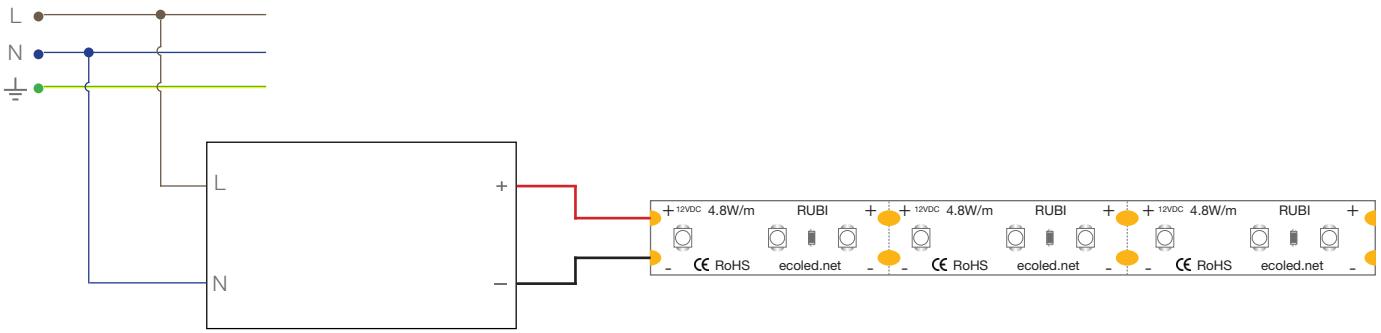 L
N
L
N
+
–
+ 12VDC 4.8W/m RUBI +
- CE RoHS ecoled.net -
+ 12VDC 4.8W/m RUBI +
- CE RoHS ecoled.net -
+ 12VDC 4.8W/m RUBI +
- CE RoHS ecoled.net -